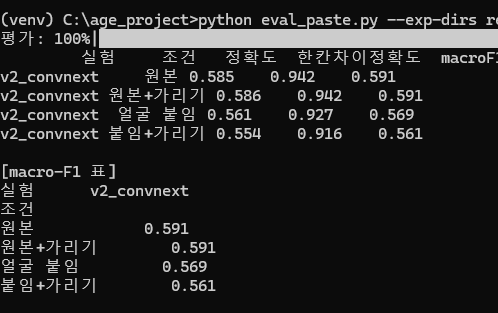 (venv) C:\age_project>python eval_paste.py --exp-dirs
평가: 100%|
실험 조건 정확도 한칸차이정확도
v2_convnext 원본 0.585 0.942 0.591
v2_convnext 원본+가리기 0.586 0.942 0.591
v2_convnext 얼굴 붙임 0.561 0.927 0.569
v2_convnext 붙임+가리기 0.554 0.916 0.561
[macro-F1 표]
실험 v2_convnext
조건
원본 0.591
원본+가리기 0.591
얼굴 붙임 0.569
붙임+가리기 0.561